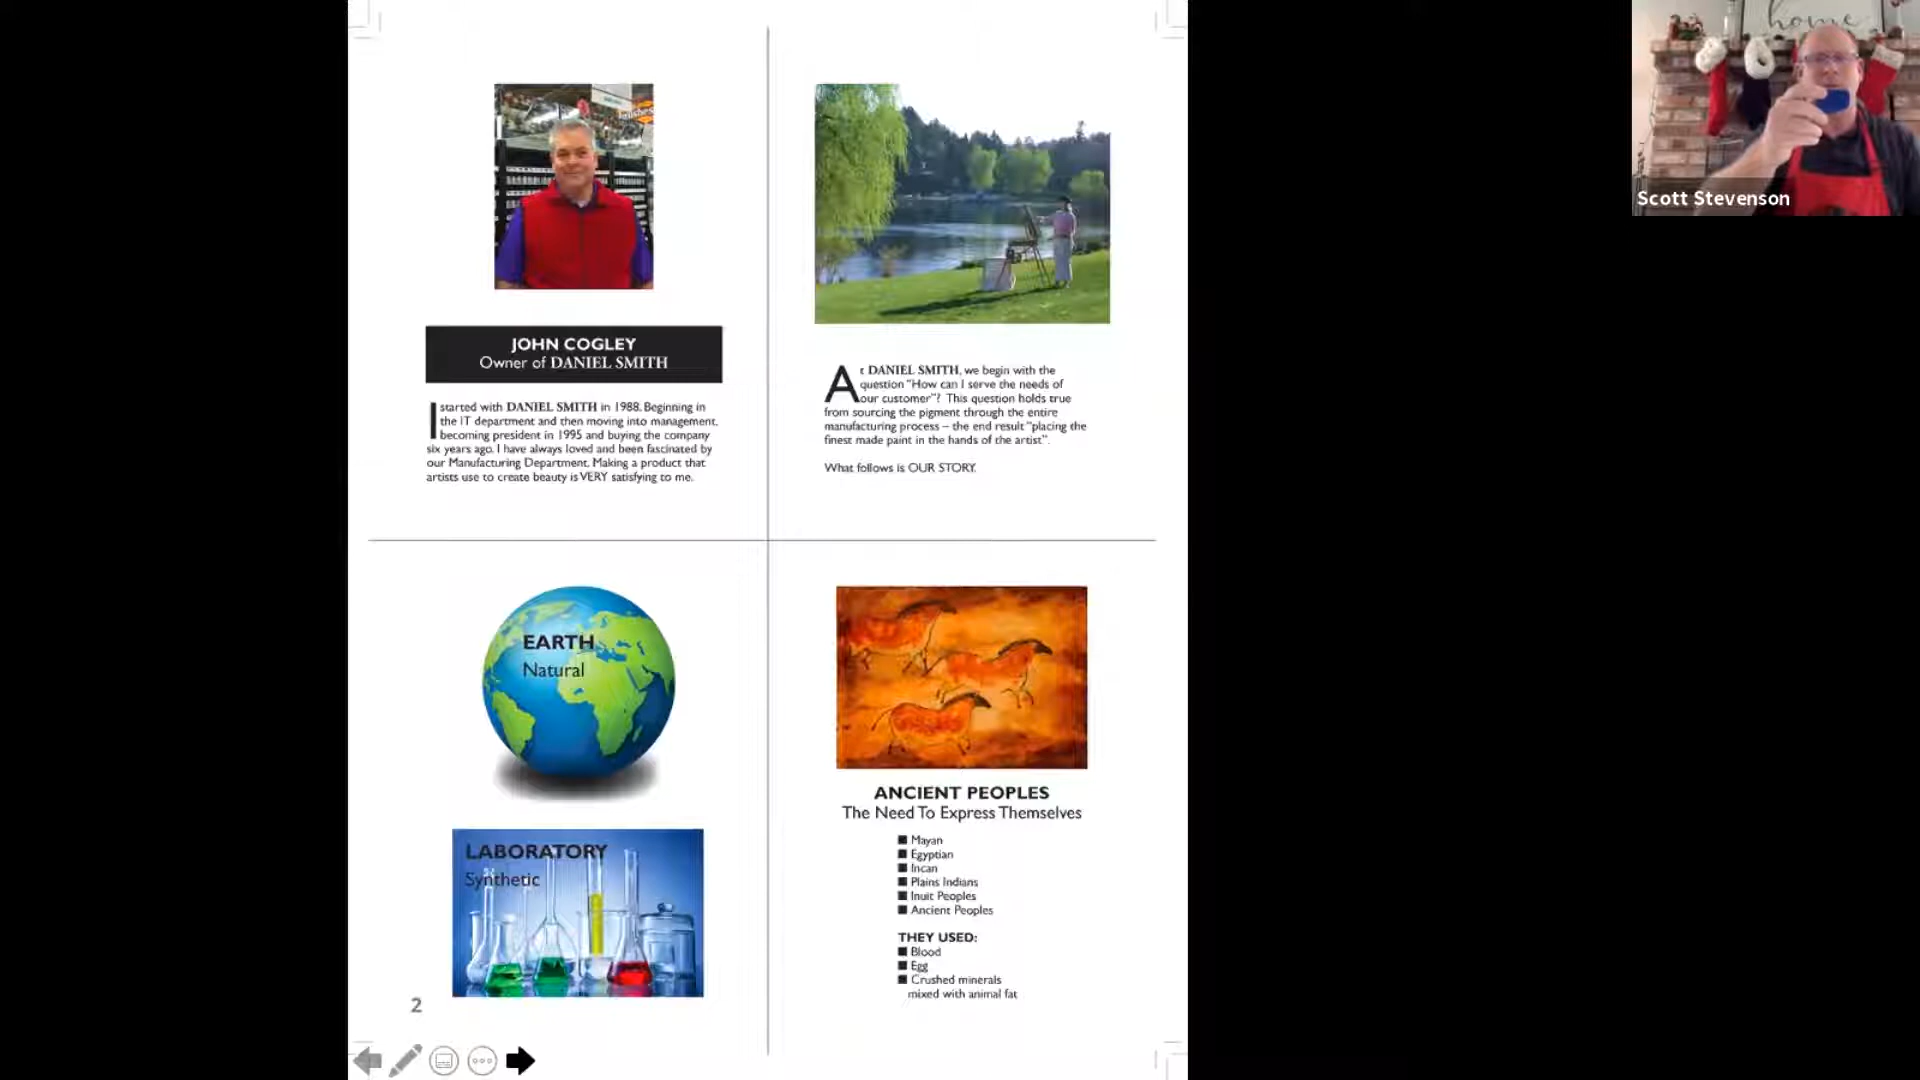 JOHN COGLEY
Owner of DANIEL SMITH
I started with DANIEL SMITH in 1988. Beginning in
the IT department and then moving into management,
becoming president in 1995 and buying the company
six years ago. I have always loved and been fascinated by
our Manufacturing Department. Making a product that
artists use to create beauty is VERY satisfying to me.
At DANIEL SMITH, we begin with the
question "How can I serve the needs of
our customer"? This question holds true
from sourcing the pigment through the entire
manufacturing process – the end result "placing the
finest made paint in the hands of the artist".
What follows is OUR STORY.
EARTH
Natural
LABORATORY
Synthetic
2
ANCIENT PEOPLES
The Need To Express Themselves
Mayan
Egyptian
Incan
Plains Indians
Inuit Peoples
Ancient Peoples
THEY USED:
Blood
Egg
Crushed minerals
mixed with animal fat
home
Scott Stevenson